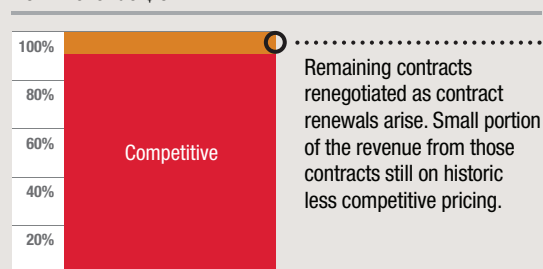 100%
80%
60%
40%
20%
Competitive
Remaining contracts
renegotiated as contract
renewals arise. Small portion
of the revenue from those
contracts still on historic
less competitive pricing.